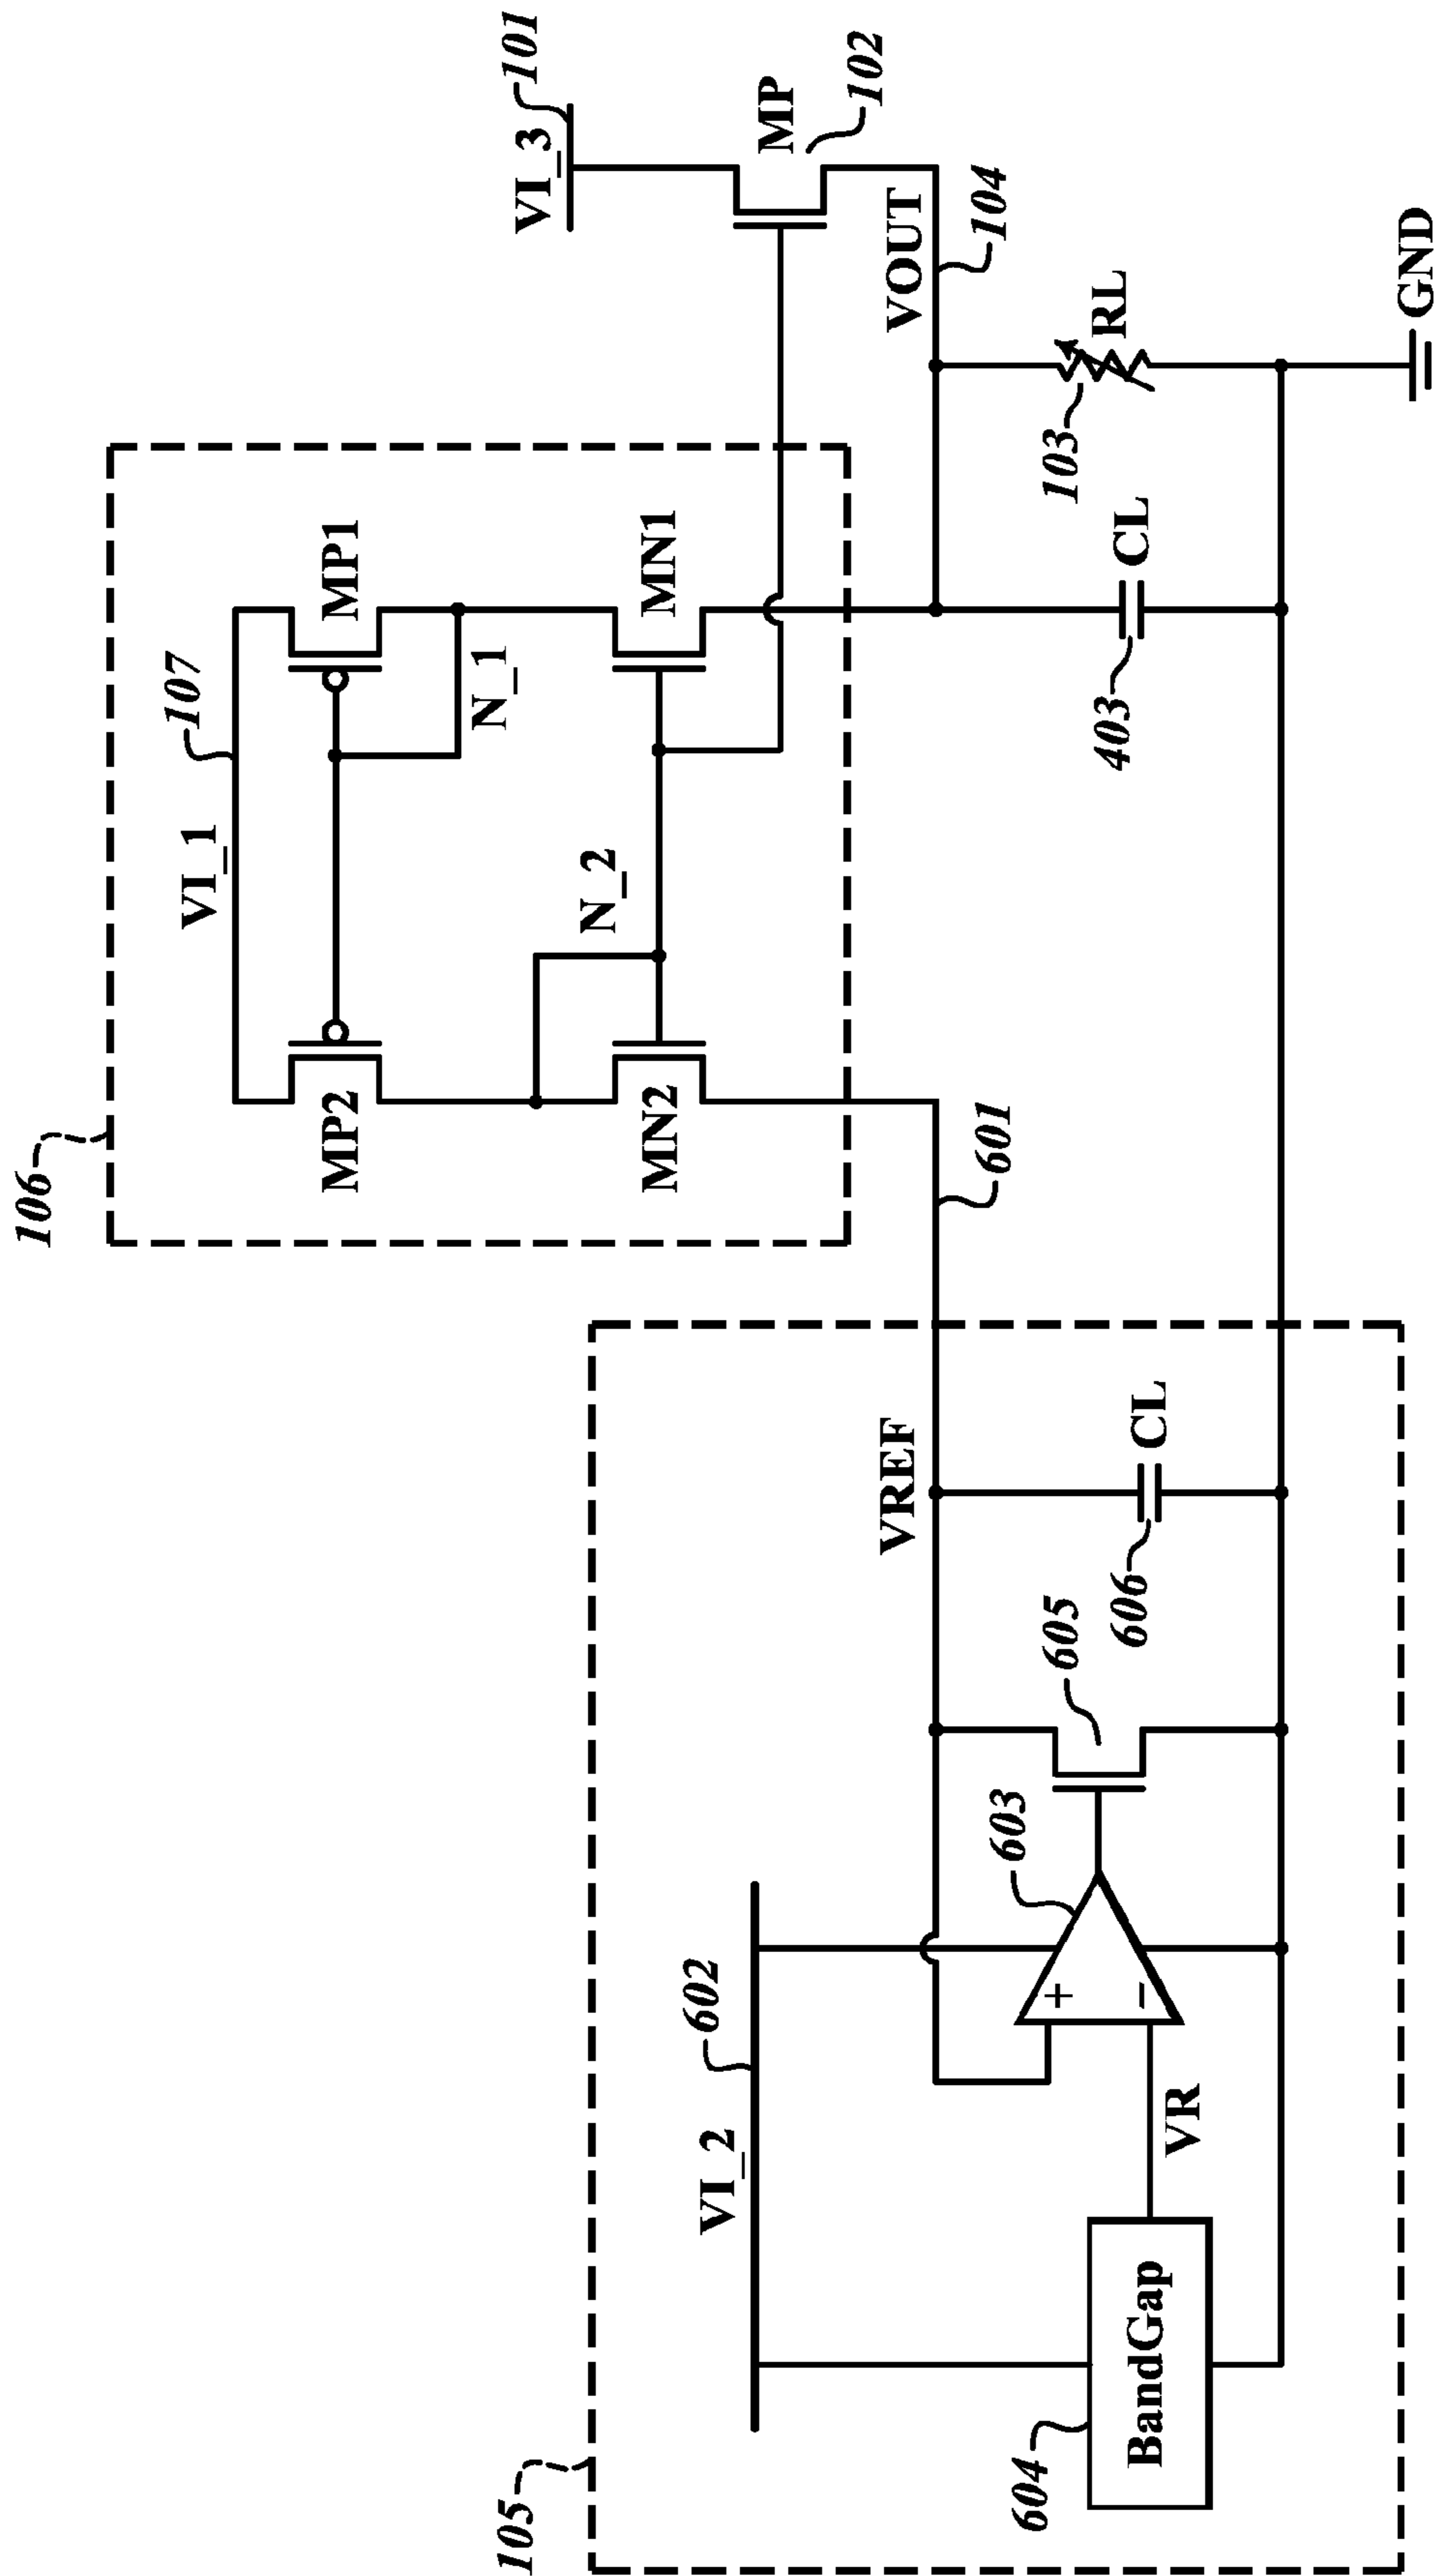 106
107
VI_1
MP2
MP1
N_1
N_2
MN2
MN1
VI_3
101
MP
102
105
VI_2
602
VREF
601
VOUT
104
603
+
−
605
606
CL
403
CL
103
RL
604
BandGap
VR
GND